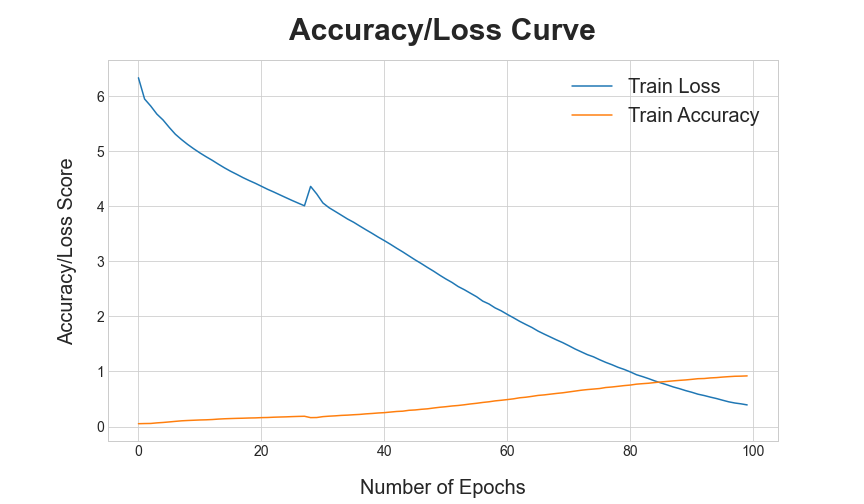 Accuracy/Loss Curve
Train Loss
Train Accuracy
Accuracy/Loss Score
6
5
4
3
2
1
0
0 20 40 60 80 100
Number of Epochs